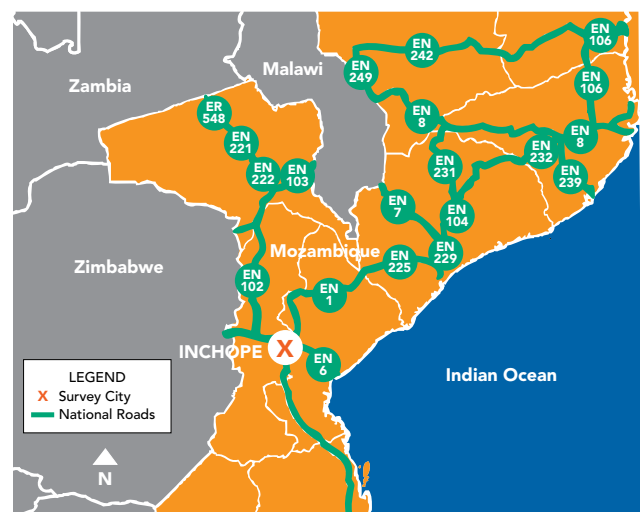 EN
106
EN
242
EN
249
Malawi
Zambia
EN
106
ER
548
EN
8
EN
8
EN
221
EN
232
EN
222
EN
103
EN
231
EN
239
EN
7
EN
104
Mozambique
EN
229
EN
225
Zimbabwe
EN
102
EN
1
INCHOPE
X
EN
6
Indian Ocean
LEGEND
X Survey City
National Roads
N